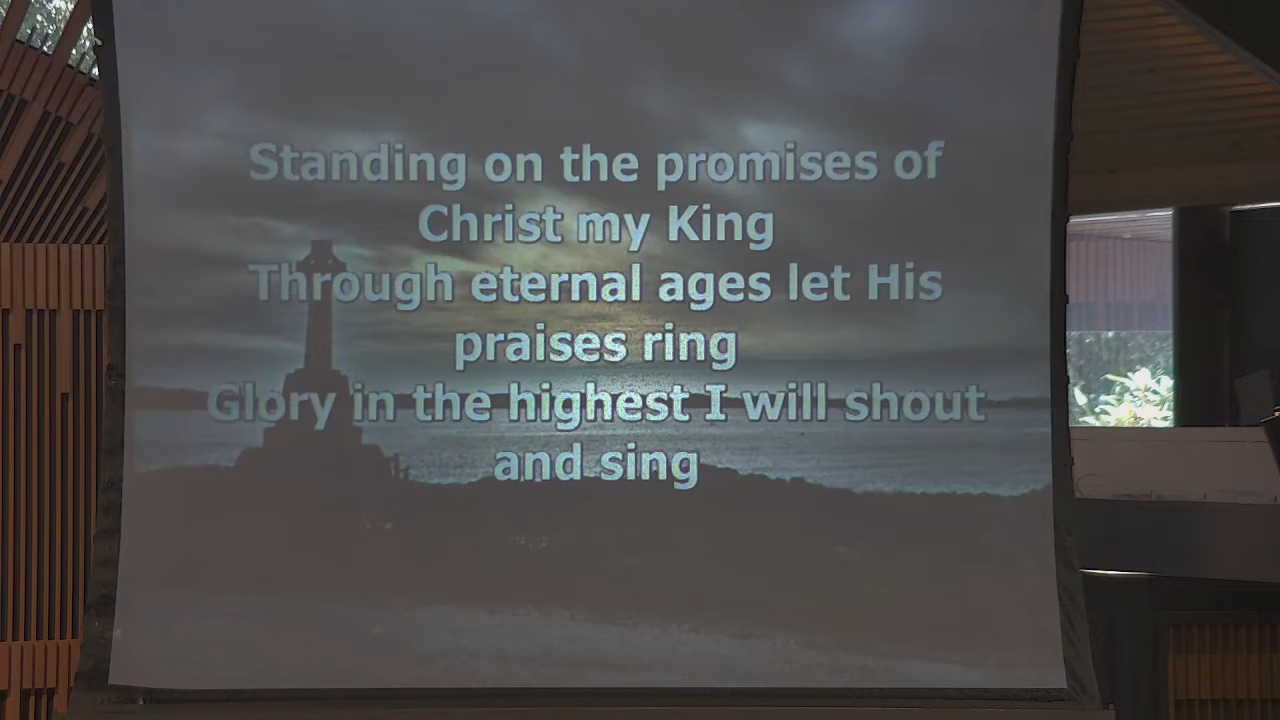 Standing on the promises of
Christ my King
Through eternal ages let His
praises ring
Glory in the highest I will shout
and sing